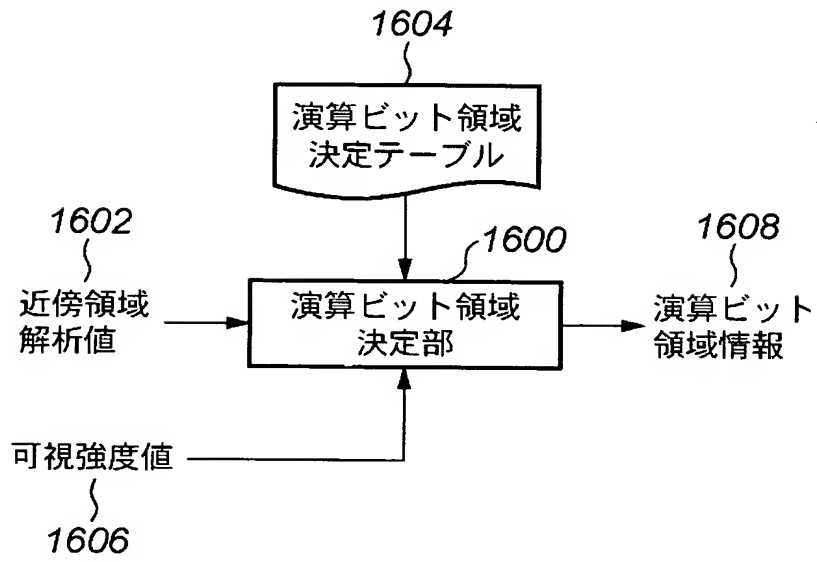 1604
演算ビット領域
決定テーブル
1602
近傍領域
解析値
1600
演算ビット領域
決定部
1608
演算ビット
領域情報
可視強度値
1606